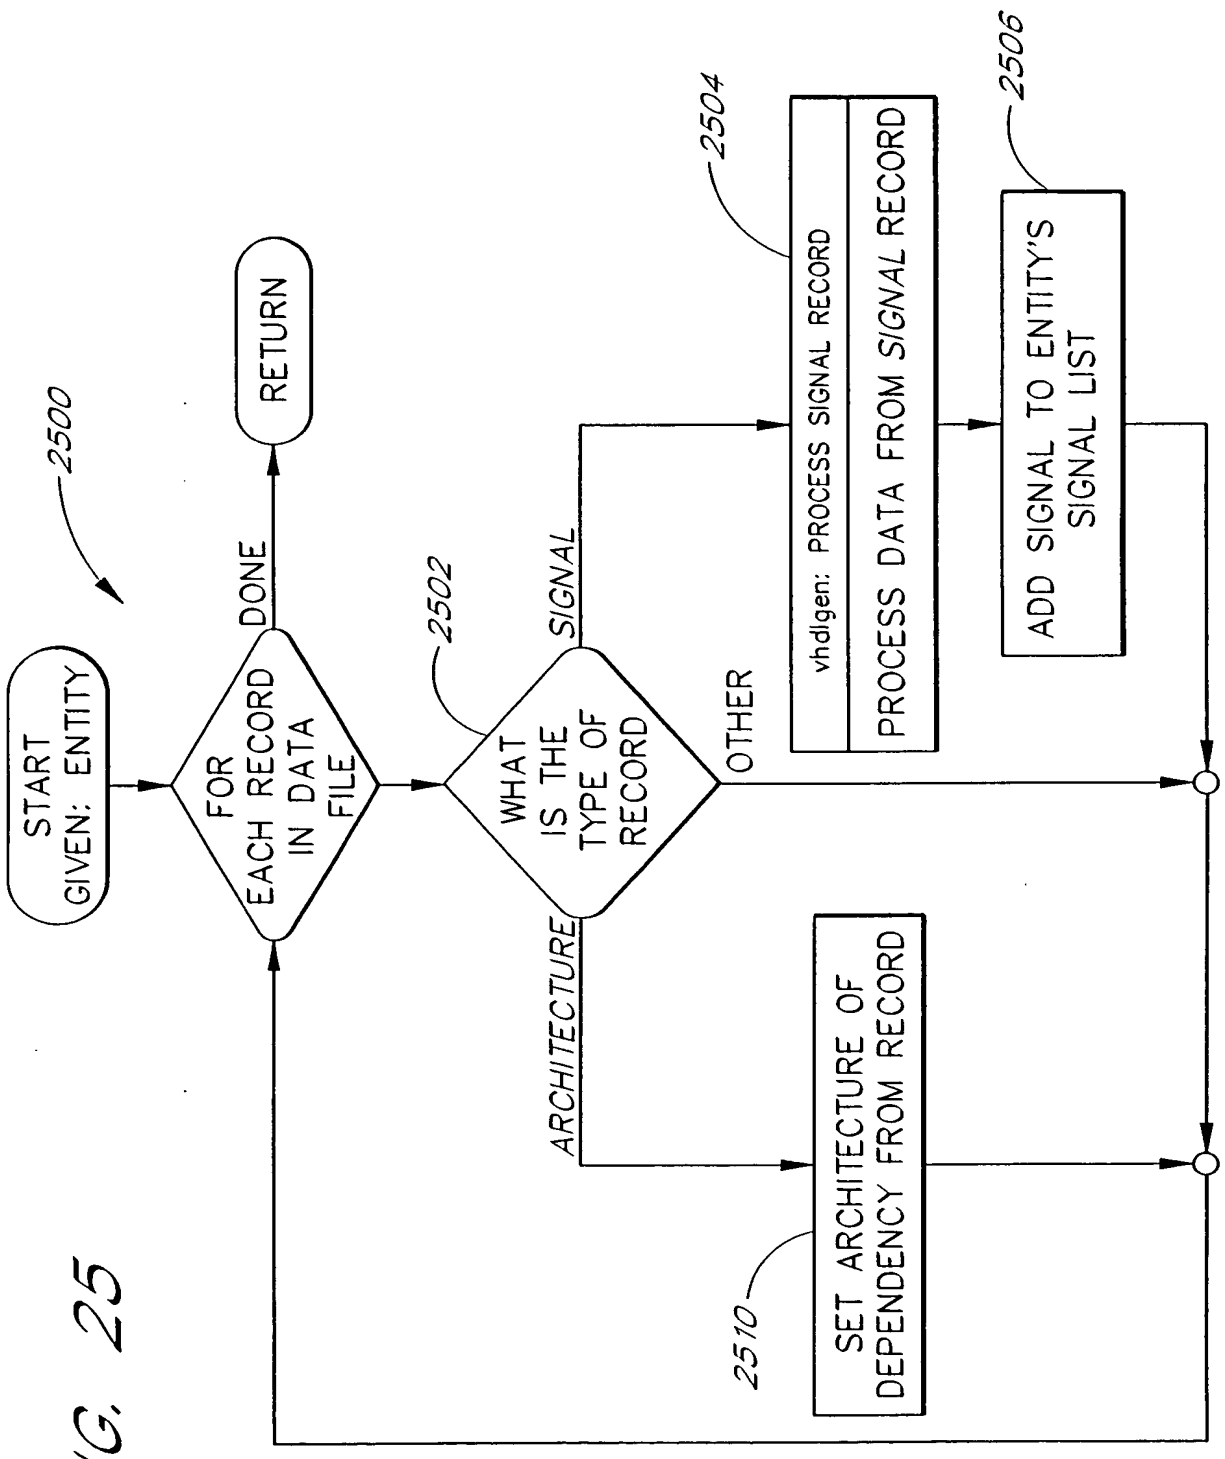 2500
START
GIVEN: ENTITY
FOR
EACH RECORD
IN DATA
FILE
DONE
RETURN
2502
WHAT
IS THE
TYPE OF
RECORD
ARCHITECTURE
SIGNAL
OTHER
2504
vhdlgen: PROCESS SIGNAL RECORD
PROCESS DATA FROM SIGNAL RECORD
2510
SET ARCHITECTURE OF
DEPENDENCY FROM RECORD
2506
ADD SIGNAL TO ENTITY'S
SIGNAL LIST
G. 25